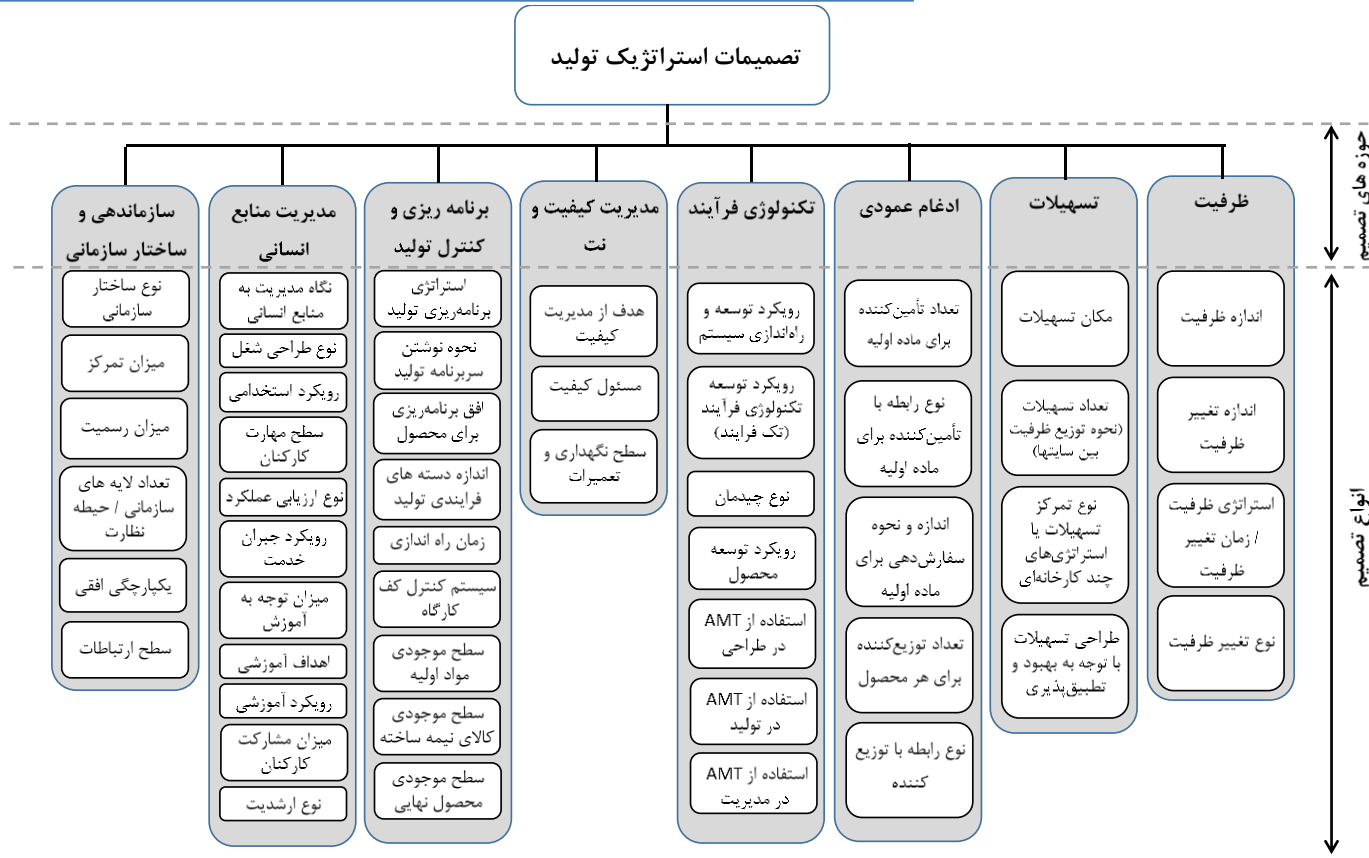 تصمیمات استراتژیک تولید
حوزه های تصمیم
ظرفیت
تسهیلات
ادغام عمودی
تکنولوژی فرآیند
مدیریت کیفیت و
نت
برنامه ریزی و
کنترل تولید
مدیریت منابع
انسانی
سازماندهی و
ساختار سازمانی
انواع تصمیم
اندازه ظرفیت
اندازه تغییر
ظرفیت
استراتژی ظرفیت
/ زمان تغییر
ظرفیت
نوع تغییر ظرفیت
مکان تسهیلات
تعداد تسهیلات
(نحوه توزیع ظرفیت
بین سایتها)
نوع تمرکز
تسهیلات یا
استراتژی‌های
چند کارخانه‌ای
طراحی تسهیلات
با توجه به بهبود و
تطبیق‌پذیری
تعداد تأمین‌کننده
برای ماده اولیه
نوع رابطه با
تأمین‌کننده برای
ماده اولیه
اندازه و نحوه
سفارش‌دهی برای
ماده اولیه
تعداد توزیع‌کننده
برای هر محصول
نوع رابطه با توزیع
کننده
رویکرد توسعه و
راه‌اندازی سیستم
رویکرد توسعه
تکنولوژی فرآیند
(تک فرایند)
نوع چیدمان
رویکرد توسعه
محصول
استفاده از AMT
در طراحی
استفاده از AMT
در تولید
استفاده از AMT
در مدیریت
هدف از مدیریت
کیفیت
مسئول کیفیت
سطح نگهداری و
تعمیرات
استراتژی
برنامه‌ریزی تولید
نحوه نوشتن
سربرنامه تولید
افق برنامه‌ریزی
برای محصول
اندازه دسته های
فرایندی تولید
زمان راه اندازی
سیستم کنترل کف
کارگاه
سطح موجودی
مواد اولیه
سطح موجودی
کالای نیمه ساخته
سطح موجودی
محصول نهایی
نگاه مدیریت به
منابع انسانی
نوع طراحی شغل
رویکرد استخدامی
سطح مهارت
کارکنان
نوع ارزیابی عملکرد
رویکرد جبران
خدمت
میزان توجه به
آموزش
اهداف آموزشی
رویکرد آموزشی
میزان مشارکت
کارکنان
نوع ارشدیت
نوع ساختار
سازمانی
میزان تمرکز
میزان رسمیت
تعداد لایه های
سازمانی / حیطه
نظارت
یکپارچگی افقی
سطح ارتباطات